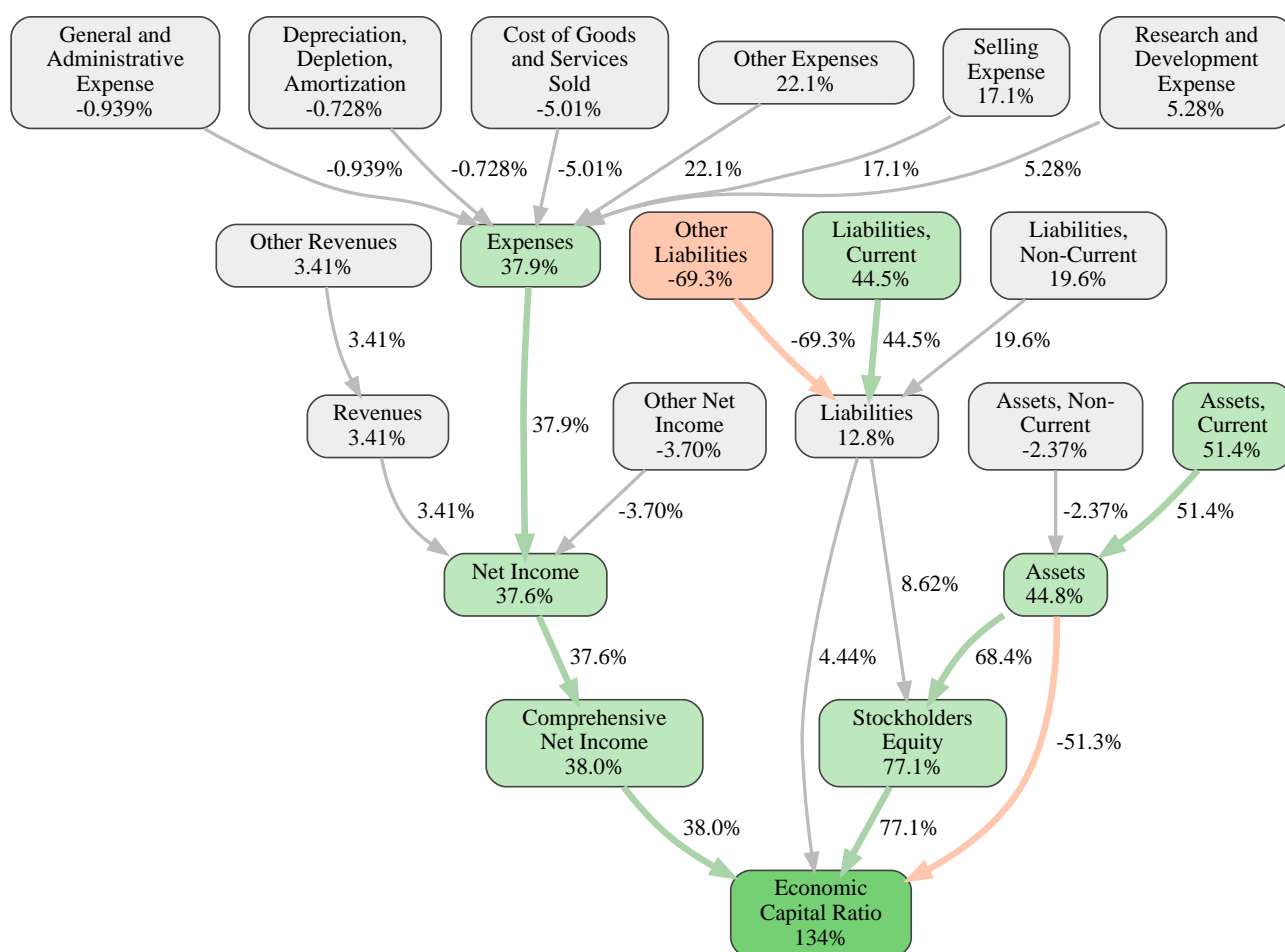 General and
Administrative
Expense
-0.939%
Depreciation,
Depletion,
Amortization
-0.728%
Cost of Goods
and Services
Sold
-5.01%
Other Expenses
22.1%
Selling
Expense
17.1%
Research and
Development
Expense
5.28%
-0.939%
-0.728%
-5.01%
22.1%
17.1%
5.28%
Other Revenues
3.41%
Expenses
37.9%
Other
Liabilities
-69.3%
Liabilities,
Current
44.5%
Liabilities,
Non-Current
19.6%
3.41%
-69.3%
44.5%
19.6%
Revenues
3.41%
37.9%
Other Net
Income
-3.70%
Liabilities
12.8%
Assets, Non-
Current
-2.37%
Assets,
Current
51.4%
3.41%
-3.70%
-2.37%
51.4%
Net Income
37.6%
8.62%
Assets
44.8%
37.6%
4.44%
68.4%
Comprehensive
Net Income
38.0%
Stockholders
Equity
77.1%
-51.3%
38.0%
77.1%
Economic
Capital Ratio
134%